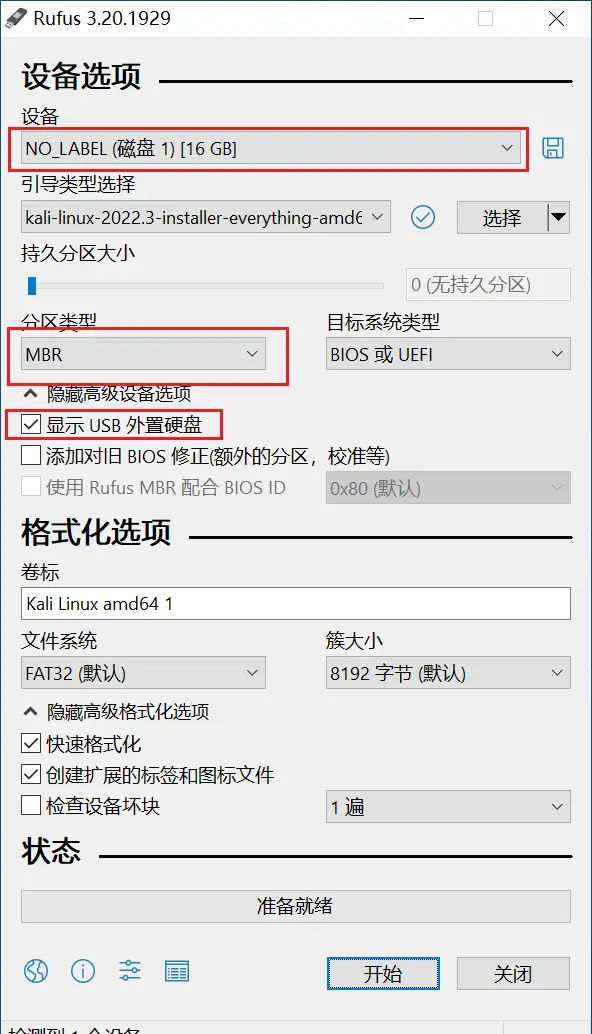 Rufus 3.20.1929
设备选项
设备
NO_LABEL (磁盘 1) [16 GB]
引导类型选择
kali-linux-2022.3-installer-everything-amd6
选择
持久分区大小
0 (无持久分区)
分区类型 目标系统类型
MBR BIOS 或 UEFI
隐藏高级设备选项
显示 USB 外置硬盘
添加对旧 BIOS 修正(额外的分区，校准等)
使用 Rufus MBR 配合 BIOS ID 0x80 (默认)
格式化选项
卷标
Kali Linux amd64 1
文件系统 簇大小
FAT32 (默认) 8192 字节 (默认)
隐藏高级格式化选项
快速格式化
创建扩展的标签和图标文件
检查设备坏块 1 遍
状态
准备就绪
开始 关闭
检测到 1 个设备